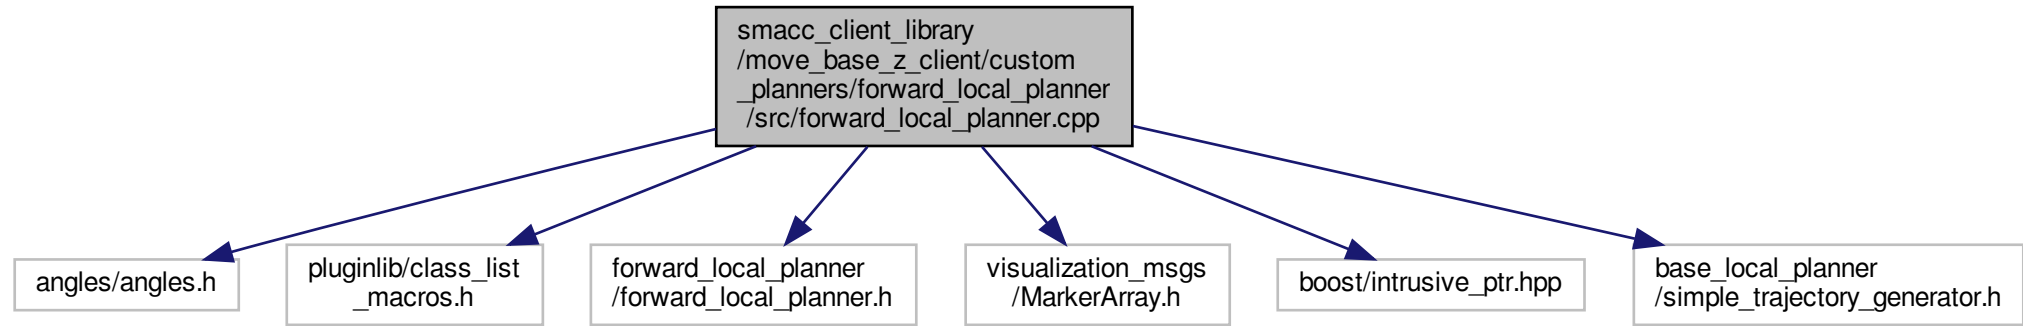 smacc_client_library
/move_base_z_client/custom
_planners/forward_local_planner
/src/forward_local_planner.cpp
angles/angles.h
pluginlib/class_list
_macros.h
forward_local_planner
/forward_local_planner.h
visualization_msgs
/MarkerArray.h
boost/intrusive_ptr.hpp
base_local_planner
/simple_trajectory_generator.h